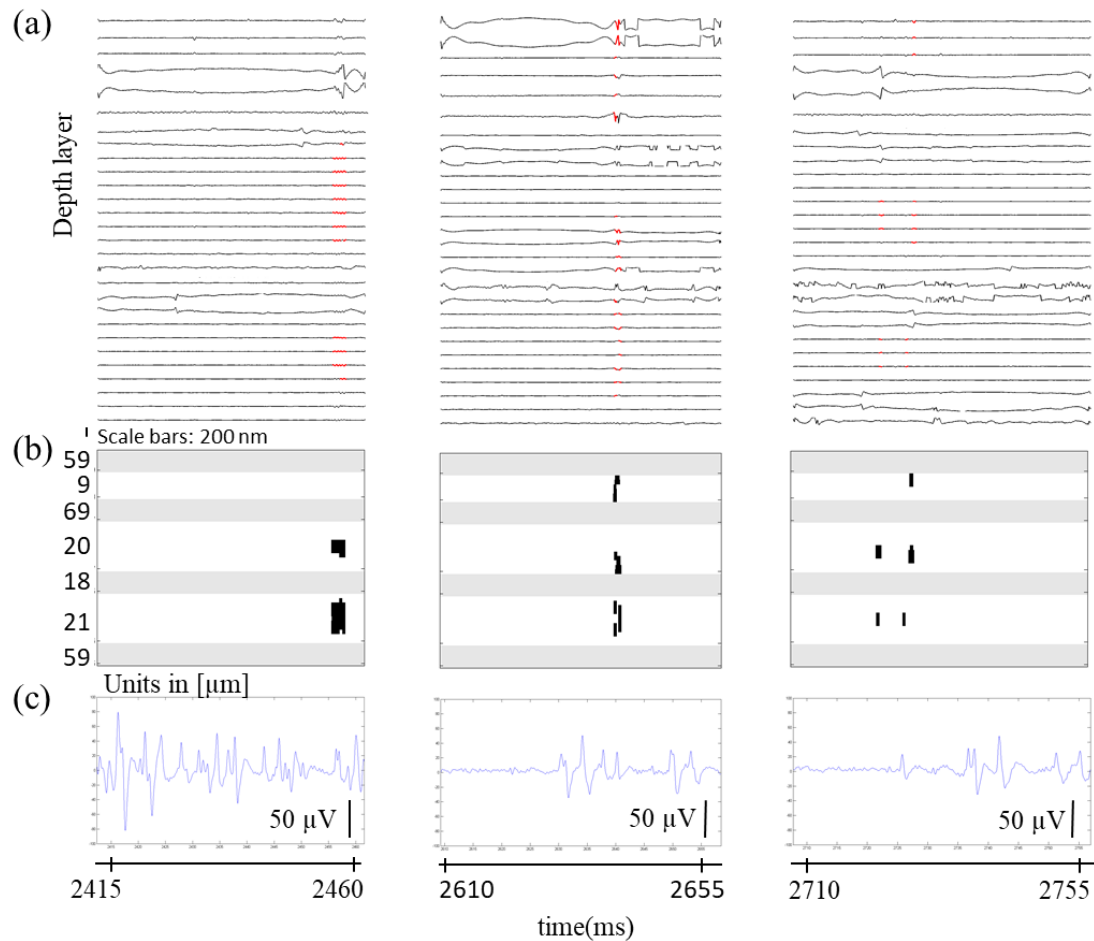 (a)
Depth layer
Scale bars: 200 nm
(b)
59
9
69
20
18
21
59
Units in [µm]
(c)
50 µV
50 µV
50 µV
2415
2460
2610
2655
2710
2755
time(ms)